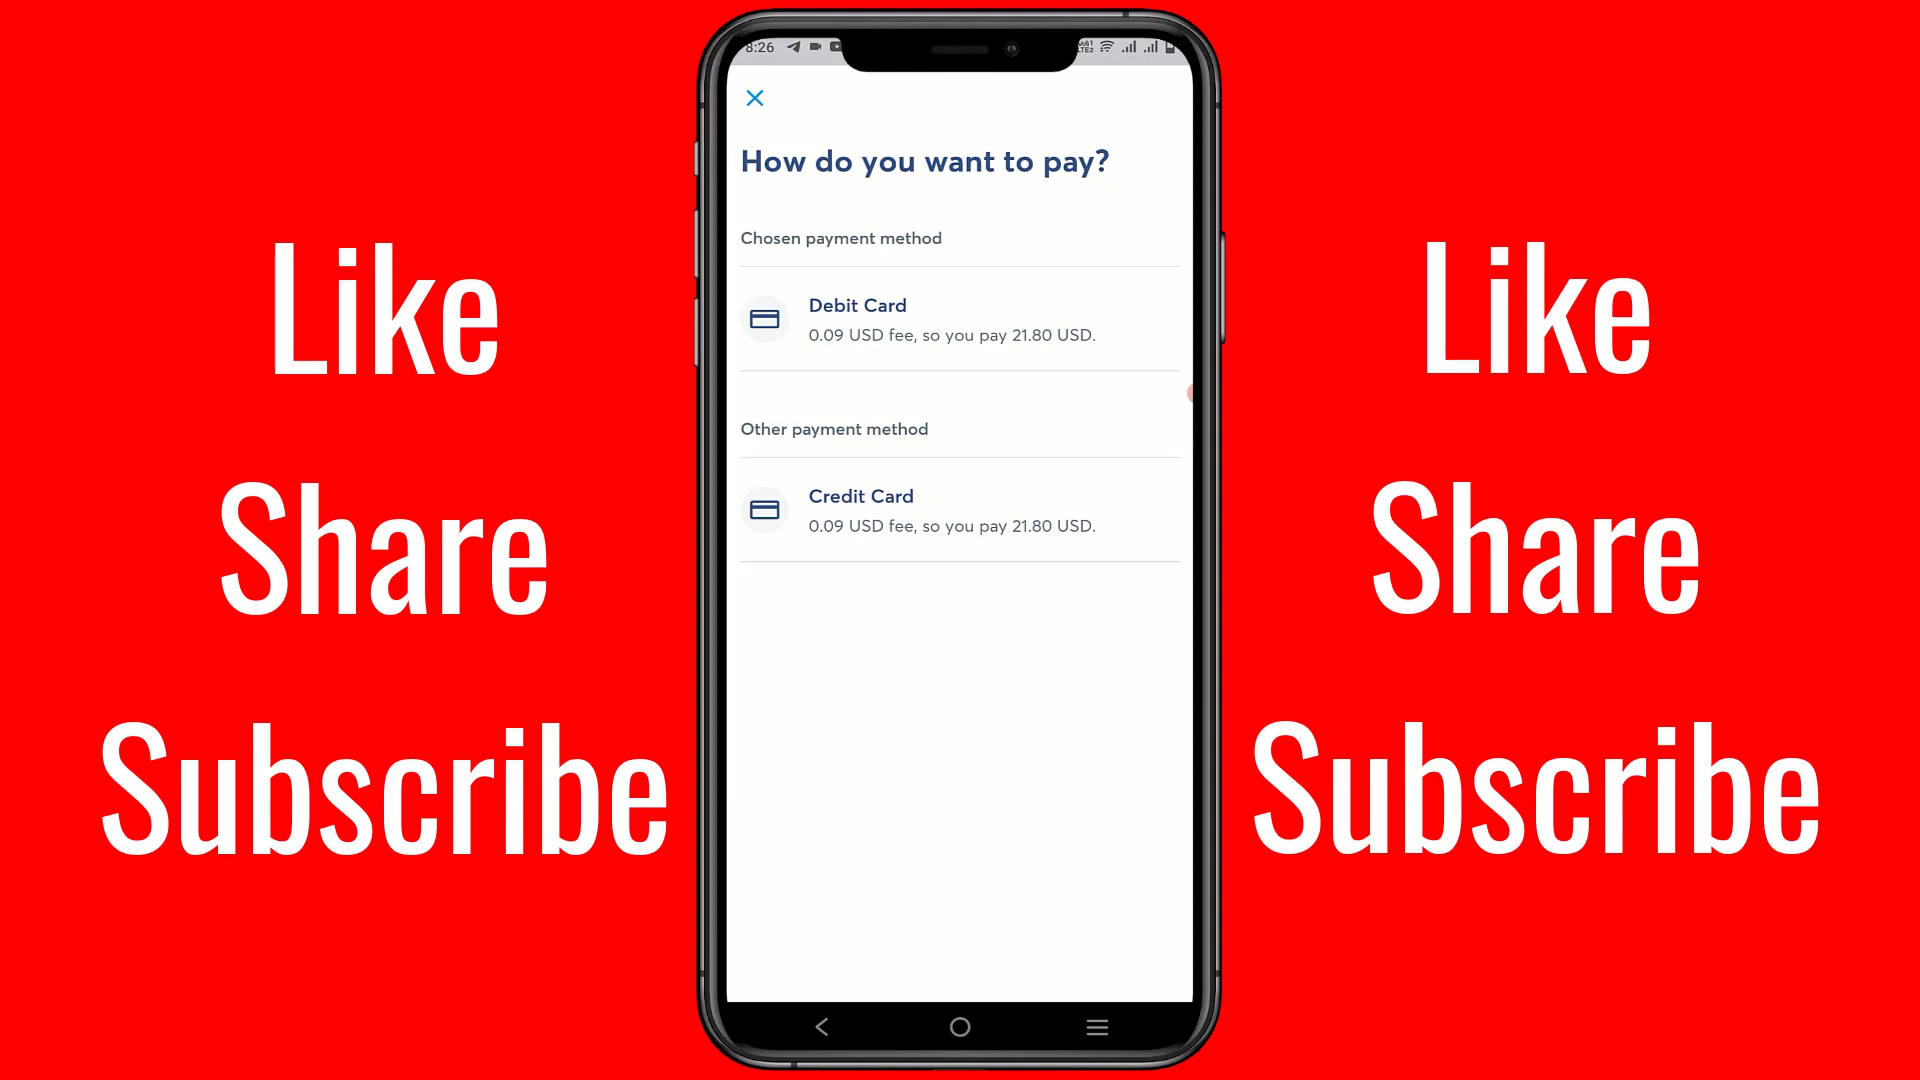 8:26
How do you want to pay?
Chosen payment method
Debit Card
0.09 USD fee, so you pay 21.80 USD.
Other payment method
Credit Card
0.09 USD fee, so you pay 21.80 USD.
Like
Share
Subscribe
Like
Share
Subscribe